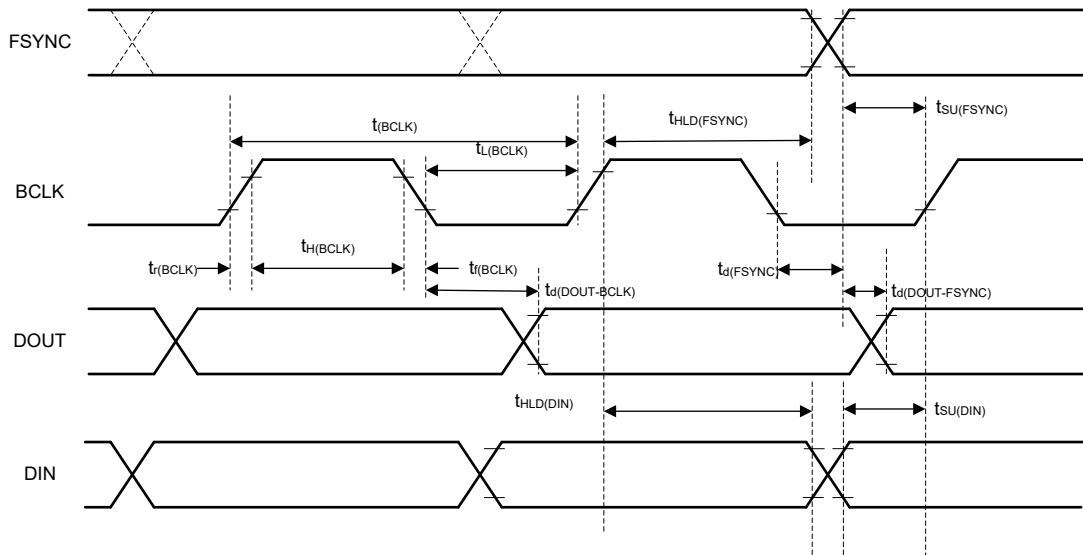 FSYNC
t(BCLK)
tHLD(FSYNC)
tSU(FSYNC)
tL(BCLK)
BCLK
tH(BCLK)
tr(BCLK)
tf(BCLK)
td(FSYNC)
td(DOUT-BCLK)
td(DOUT-FSYNC)
DOUT
tHLD(DIN)
tSU(DIN)
DIN